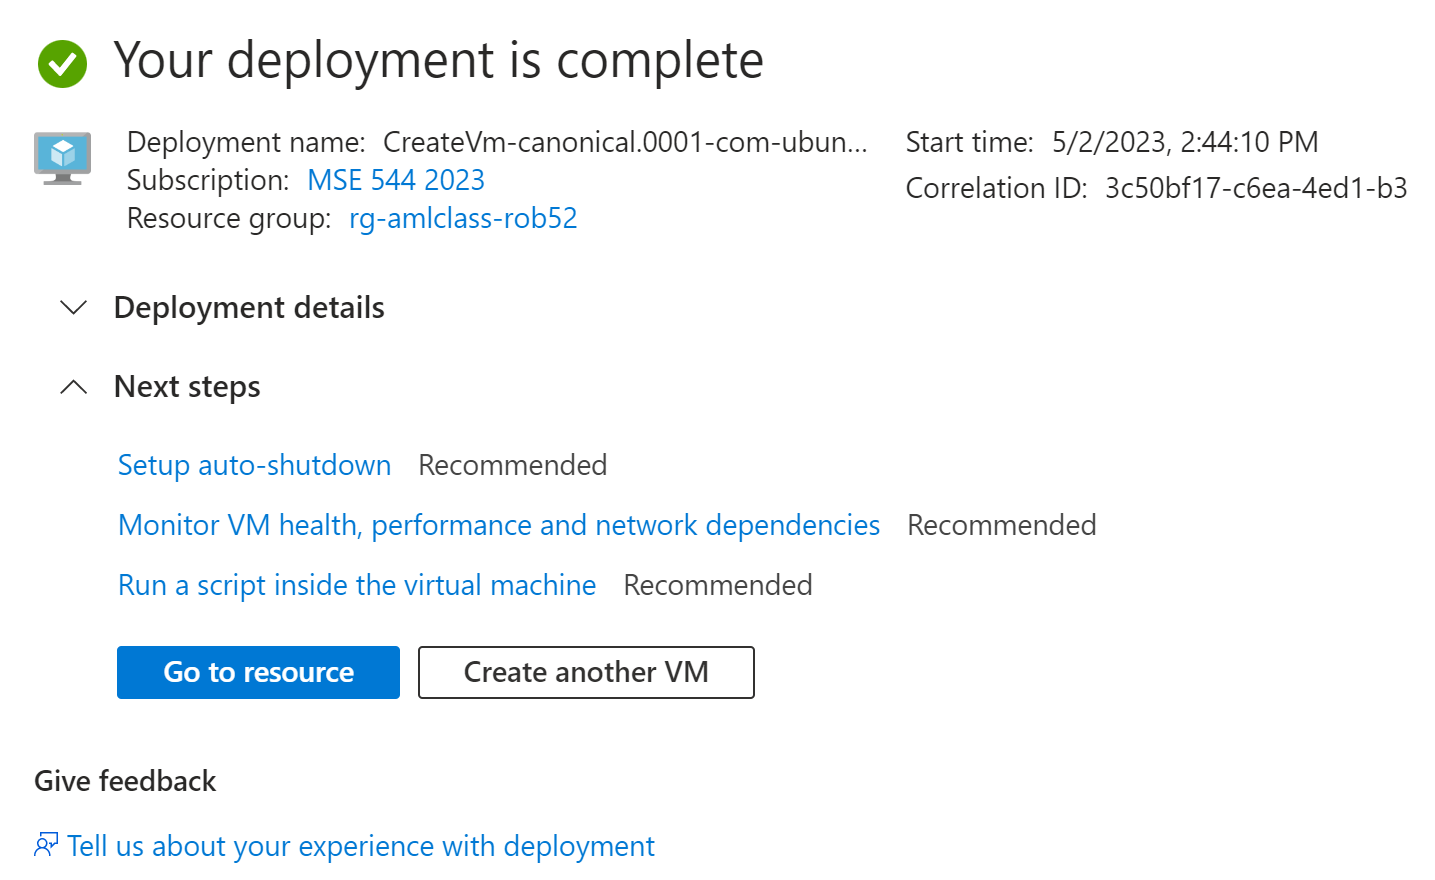 Your deployment is complete
Deployment name: CreateVm-canonical.0001-com-ubun...
Subscription: MSE 544 2023
Resource group: rg-amlclass-rob52
Start time: 5/2/2023, 2:44:10 PM
Correlation ID: 3c50bf17-c6ea-4ed1-b3
Deployment details
Next steps
Setup auto-shutdown Recommended
Monitor VM health, performance and network dependencies Recommended
Run a script inside the virtual machine Recommended
Go to resource Create another VM
Give feedback
Tell us about your experience with deployment